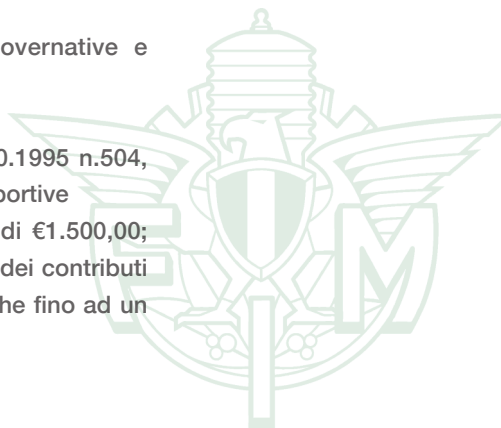 overnative e
0.1995 n.504,
portive
di €1.500,00;
dei contributi
he fino ad un
F M